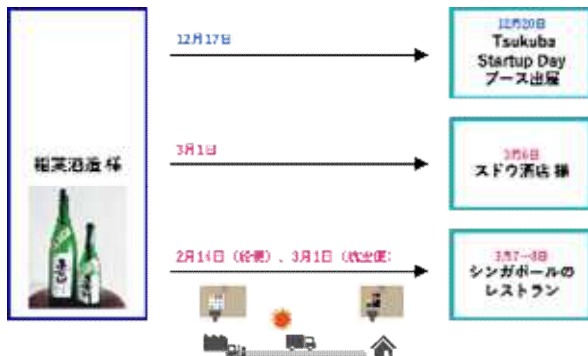 12月17日
12月20日
Tsukuba
Startup Day
ブース出展
稲葉酒造 様
3月1日
3月6日
スドウ酒店 様
2月14日（船便）、3月1日（航空便）
3月7〜8日
シンガポールの
レストラン